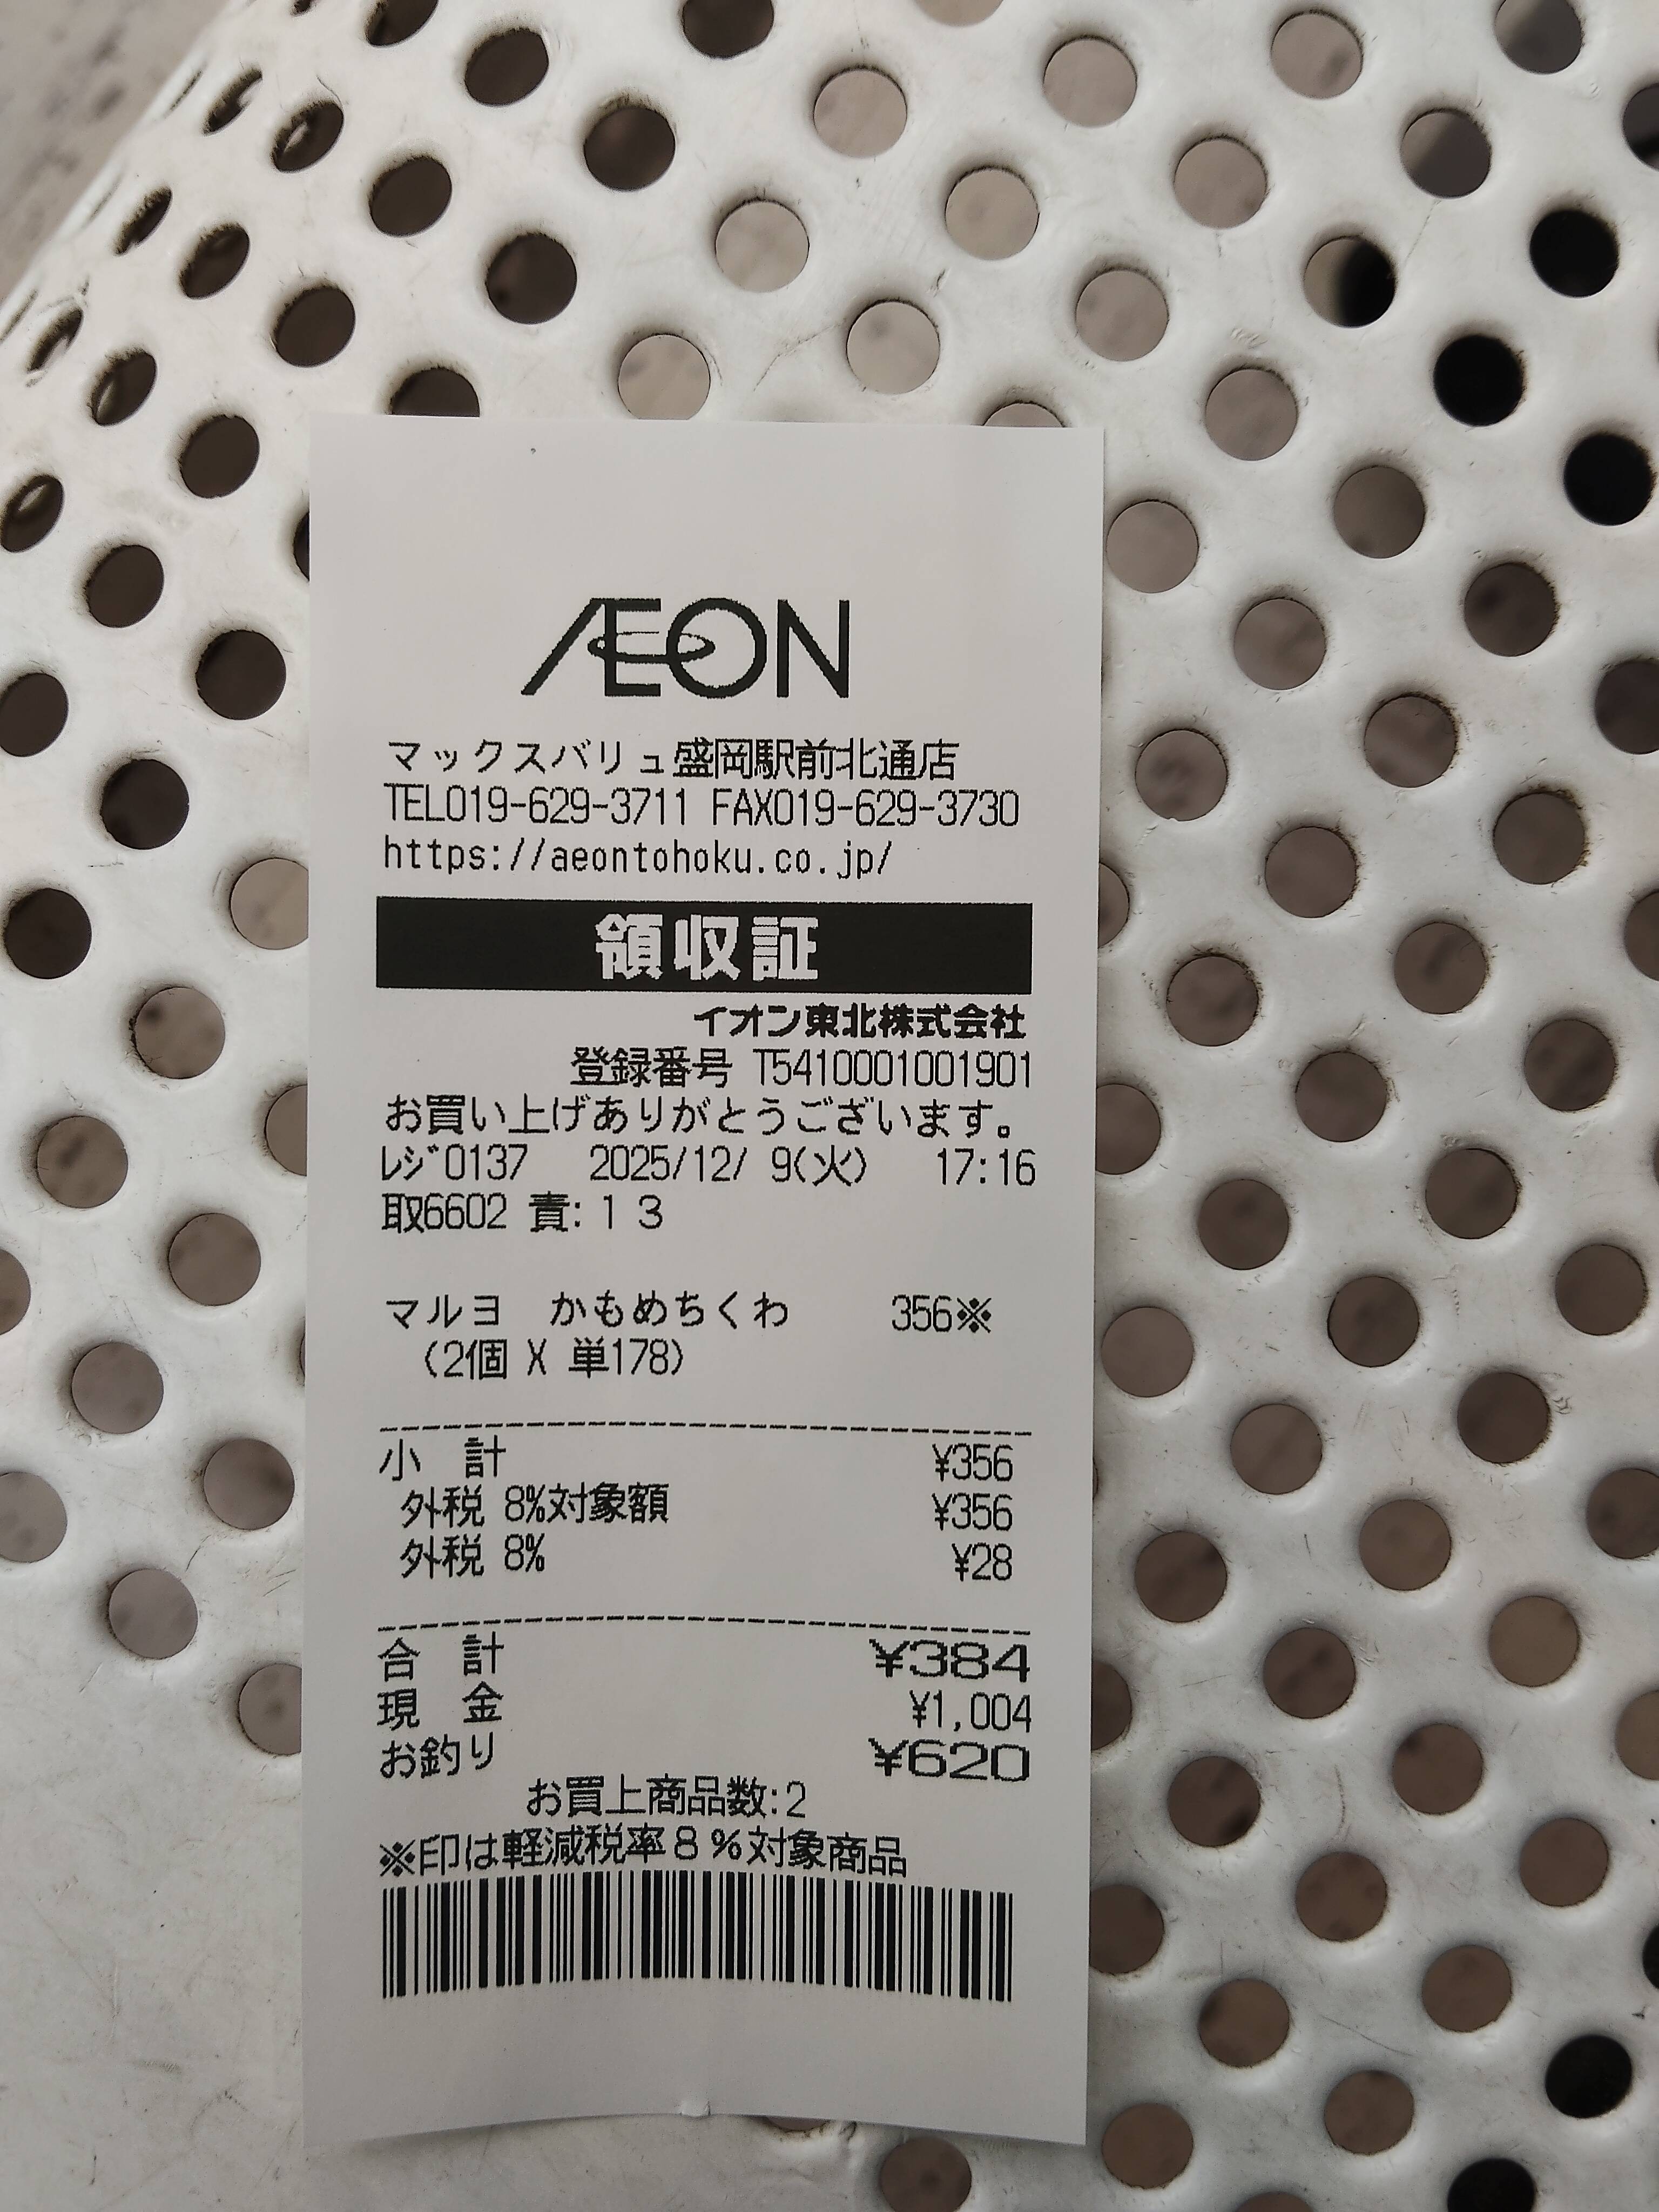 ÆON
マックスバリュ盛岡駅前北通店
TEL019-629-3711 FAX019-629-3730
https://aeontohoku.co.jp/
領収証
イオン東北株式会社
登録番号 T5410001001901
お買い上げありがとうございます。
ﾚｼﾞ0137 2025/12/ 9(火) 17:16
取6602 責:１３
マルヨ かもめちくわ 356※
(2個 X 単178)
小 計 ¥356
外税 8%対象額 ¥356
外税 8% ¥28
合 計 ¥384
現 金 ¥1,004
お釣り ¥620
お買上商品数:2
※印は軽減税率８％対象商品